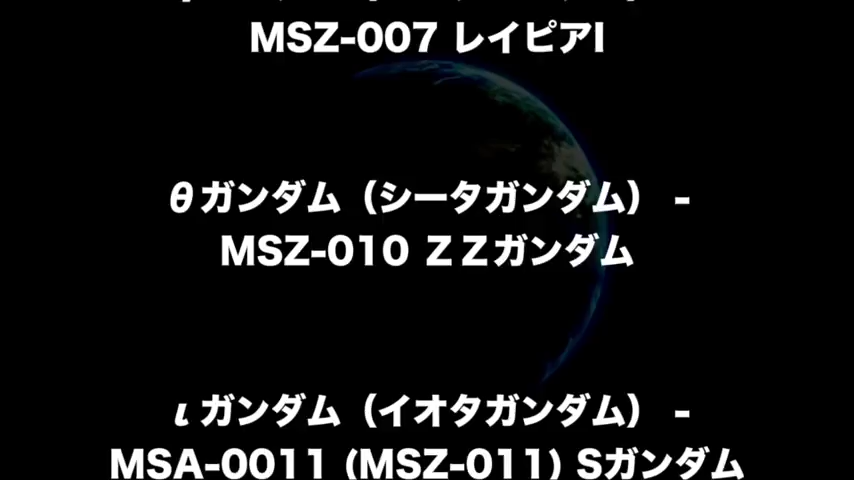 MSZ-007 レイピアI
θガンダム（シータガンダム） -
MSZ-010 ＺＺガンダム
ιガンダム（イオタガンダム） -
MSA-0011 (MSZ-011) Sガンダム